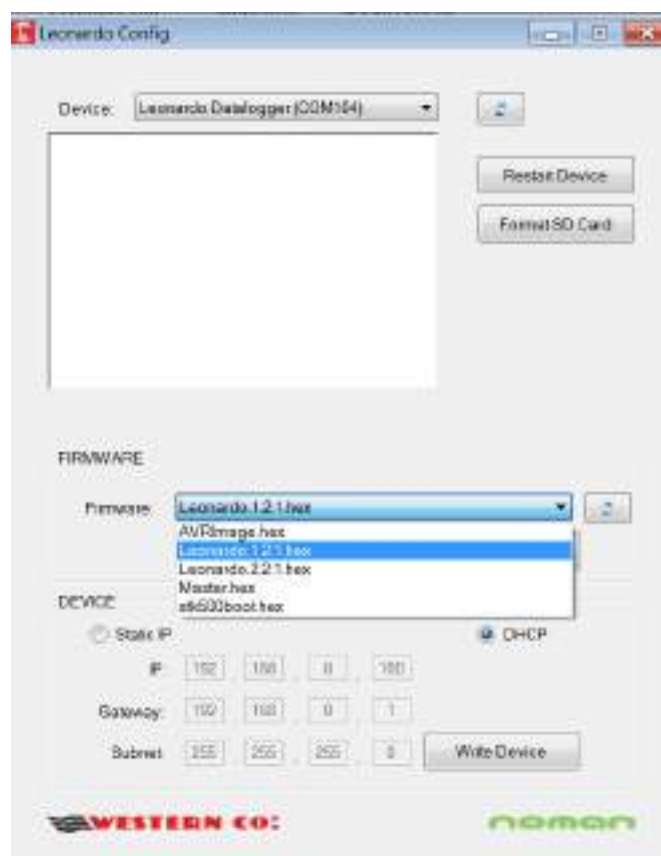 Leonardo Config
Device: Leonardo Datalogger (COM104)
Restart Device
Format SD Card
FIRMWARE
Firmware Leonardo.1.2.1.hex
AVRImage.hex
Leonardo.1.2.1.hex
Leonardo.2.2.1.hex
Master.hex
stk500boot.hex
DEVICE
Static IP DHCP
IP 192 168 0 100
Gateway: 192 168 0 1
Subnet 255 255 255 0 Write Device
WESTERN CO: noman